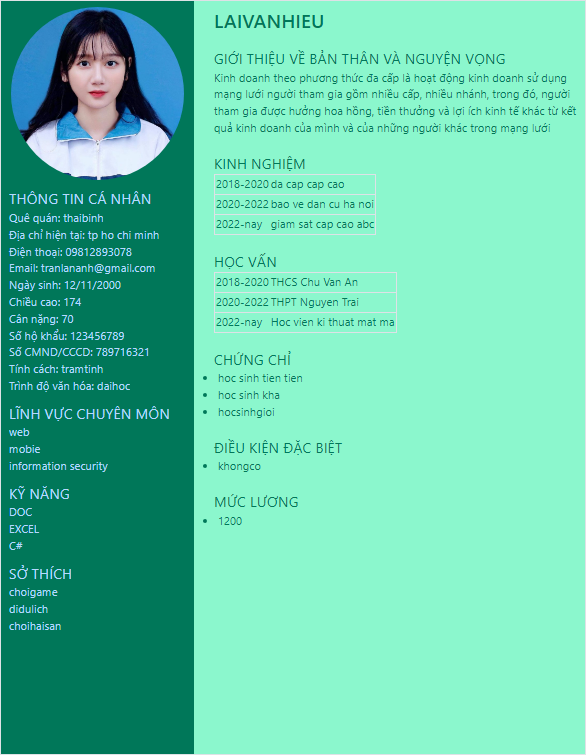 THÔNG TIN CÁ NHÂN
Quê quán: thaibinh
Địa chỉ hiện tại: tp ho chi minh
Điện thoại: 09812893078
Email: tranlananh@gmail.com
Ngày sinh: 12/11/2000
Chiều cao: 174
Cân nặng: 70
Số hộ khẩu: 123456789
Số CMND/CCCD: 789716321
Tính cách: tramtinh
Trình độ văn hóa: daihoc
LĨNH VỰC CHUYÊN MÔN
web
mobie
information security
KỸ NĂNG
DOC
EXCEL
C#
SỞ THÍCH
choigame
didulich
choihaisan
LAIVANHIEU
GIỚI THIỆU VỀ BẢN THÂN VÀ NGUYỆN VỌNG
Kinh doanh theo phương thức đa cấp là hoạt động kinh doanh sử dụng
mạng lưới người tham gia gồm nhiều cấp, nhiều nhánh, trong đó, người
tham gia được hưởng hoa hồng, tiền thưởng và lợi ích kinh tế khác từ kết
quả kinh doanh của mình và của những người khác trong mạng lưới
KINH NGHIỆM
2018-2020 da cap cap cao
2020-2022 bao ve dan cu ha noi
2022-nay giam sat cap cao abc
HỌC VẤN
2018-2020 THCS Chu Van An
2020-2022 THPT Nguyen Trai
2022-nay Hoc vien ki thuat mat ma
CHỨNG CHỈ
• hoc sinh tien tien
• hoc sinh kha
• hocsinhgioi
ĐIỀU KIỆN ĐẶC BIỆT
• khongco
MỨC LƯƠNG
• 1200